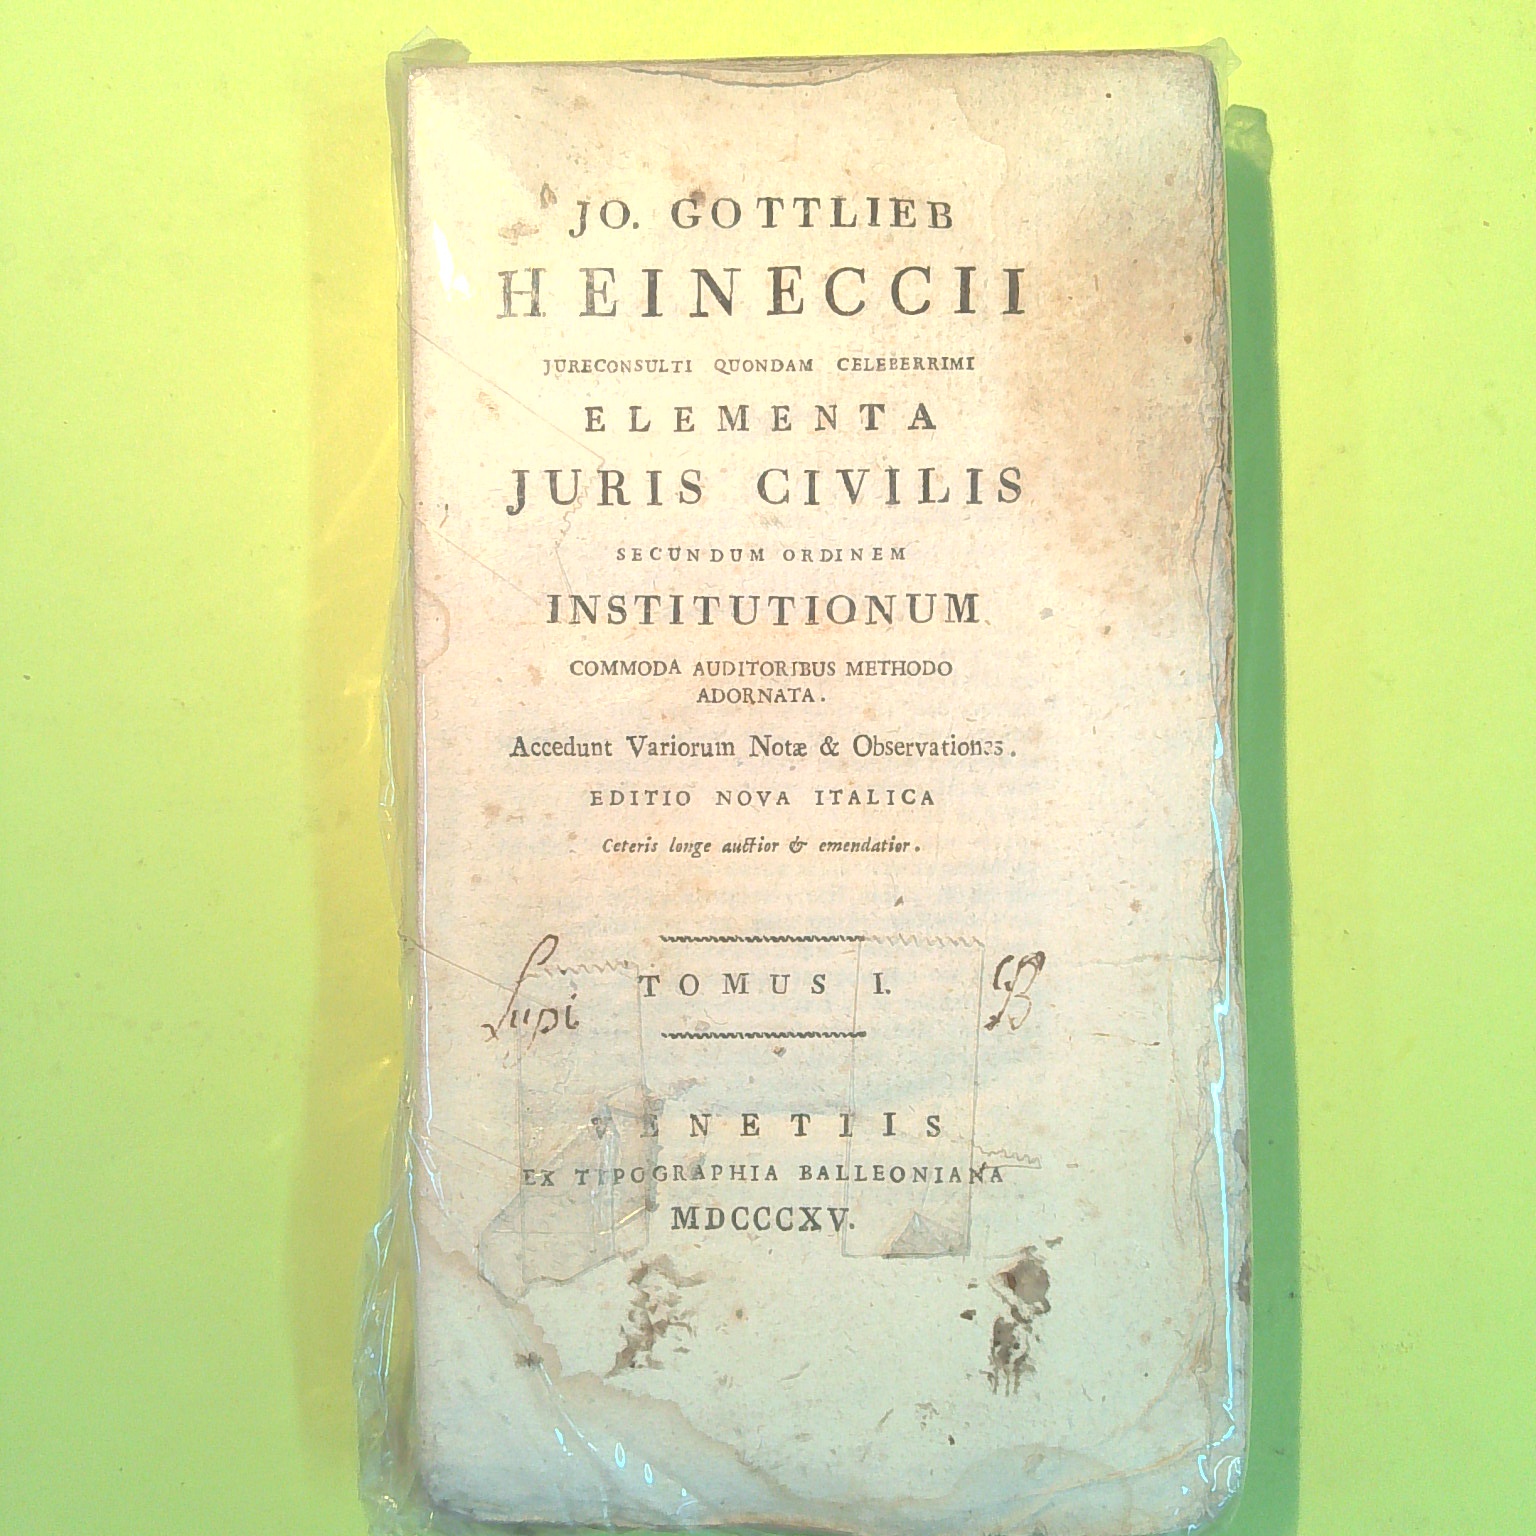 JO. GOTTLIEB
HEINECCII
JURECONSULTI QUONDAM CELEBERRIMI
ELEMENTA
JURIS CIVILIS
SECUNDUM ORDINEM
INSTITUTIONUM
COMMODA AUDITORIBUS METHODO
ADORNATA.
Accedunt Variorum Notæ & Observationes.
EDITIO NOVA ITALICA
Ceteris longe auctior & emendatior.
TOMUS I.
Lupi
B
VENETIIS
EX TIPOGRAPHIA BALLEONIANA
MDCCCXV.